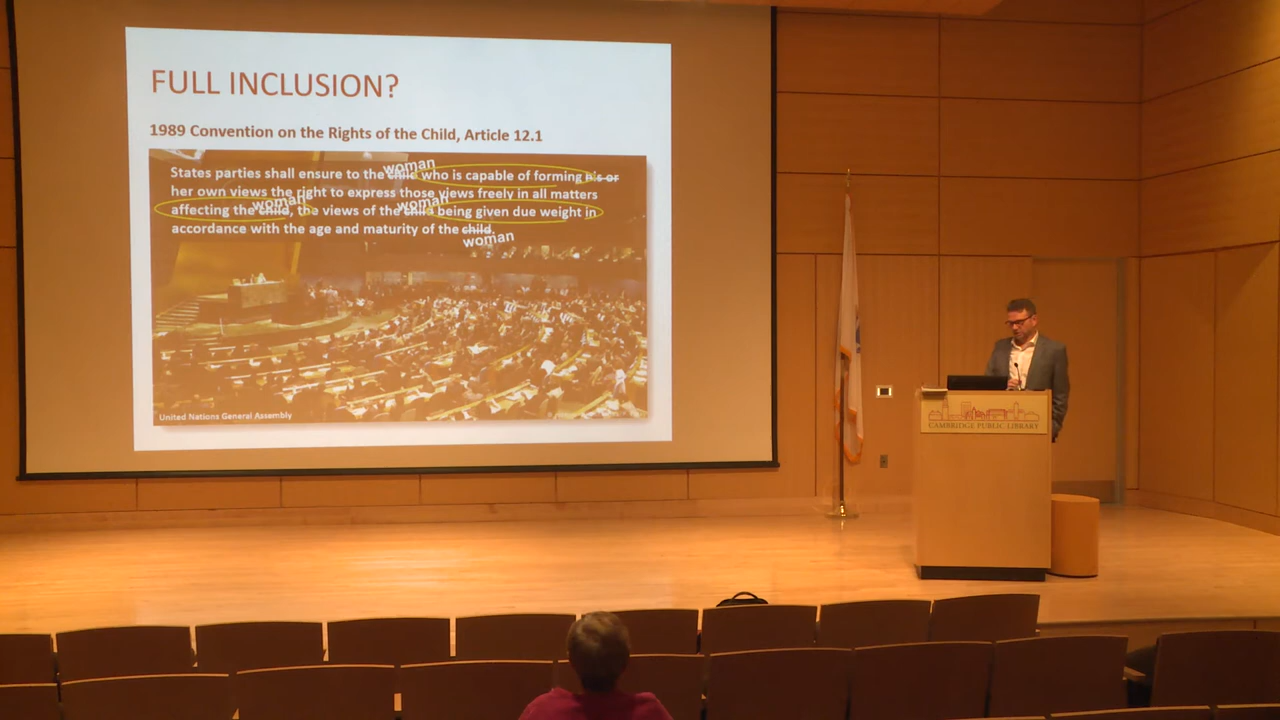 FULL INCLUSION?
1989 Convention on the Rights of the Child, Article 12.1
woman
States parties shall ensure to the child who is capable of forming his or
her own views the right to express those views freely in all matters
woman woman
affecting the child, the views of the child being given due weight in
accordance with the age and maturity of the child.
woman
United Nations General Assembly
CAMBRIDGE PUBLIC LIBRARY